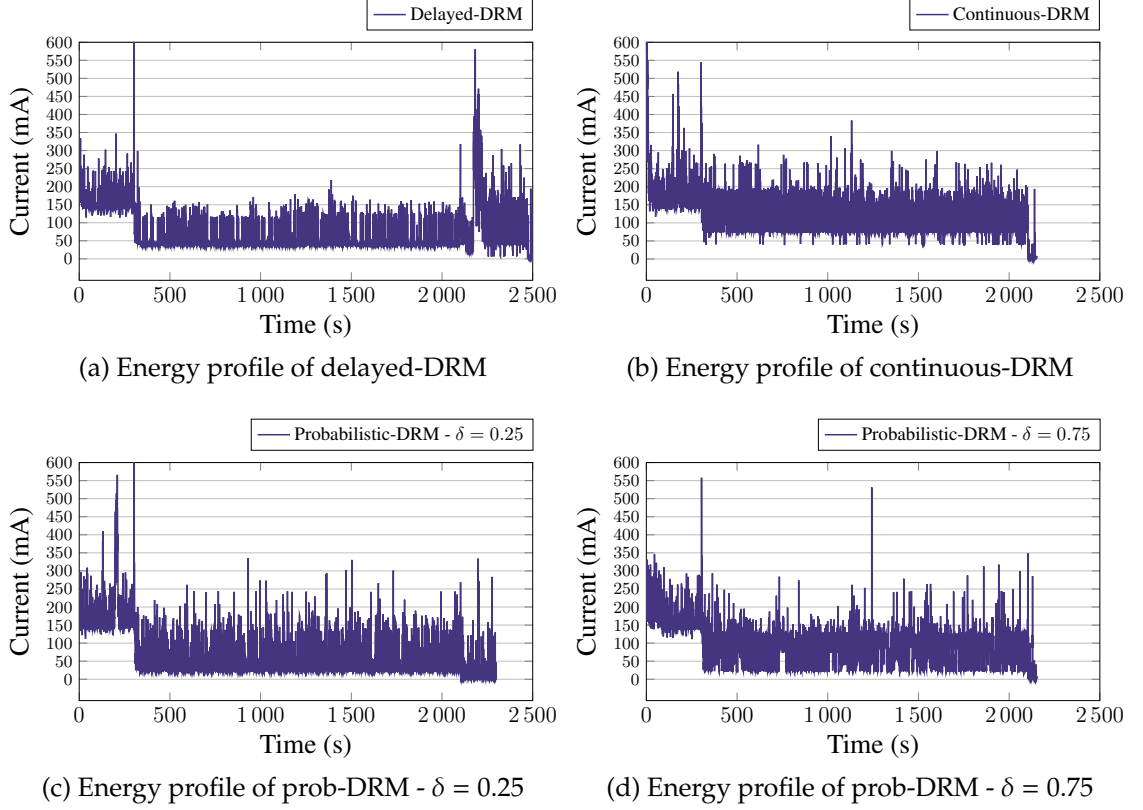 Delayed-DRM
600
550
500
450
400
350
300
250
200
150
100
50
0
Current (mA)
0 500 1 000 1 500 2 000 2 500
Time (s)
(a) Energy profile of delayed-DRM
Continuous-DRM
600
550
500
450
400
350
300
250
200
150
100
50
0
Current (mA)
0 500 1 000 1 500 2 000 2 500
Time (s)
(b) Energy profile of continuous-DRM
Probabilistic-DRM - δ = 0.25
600
550
500
450
400
350
300
250
200
150
100
50
0
Current (mA)
0 500 1 000 1 500 2 000 2 500
Time (s)
(c) Energy profile of prob-DRM - δ = 0.25
Probabilistic-DRM - δ = 0.75
600
550
500
450
400
350
300
250
200
150
100
50
0
Current (mA)
0 500 1 000 1 500 2 000 2 500
Time (s)
(d) Energy profile of prob-DRM - δ = 0.75